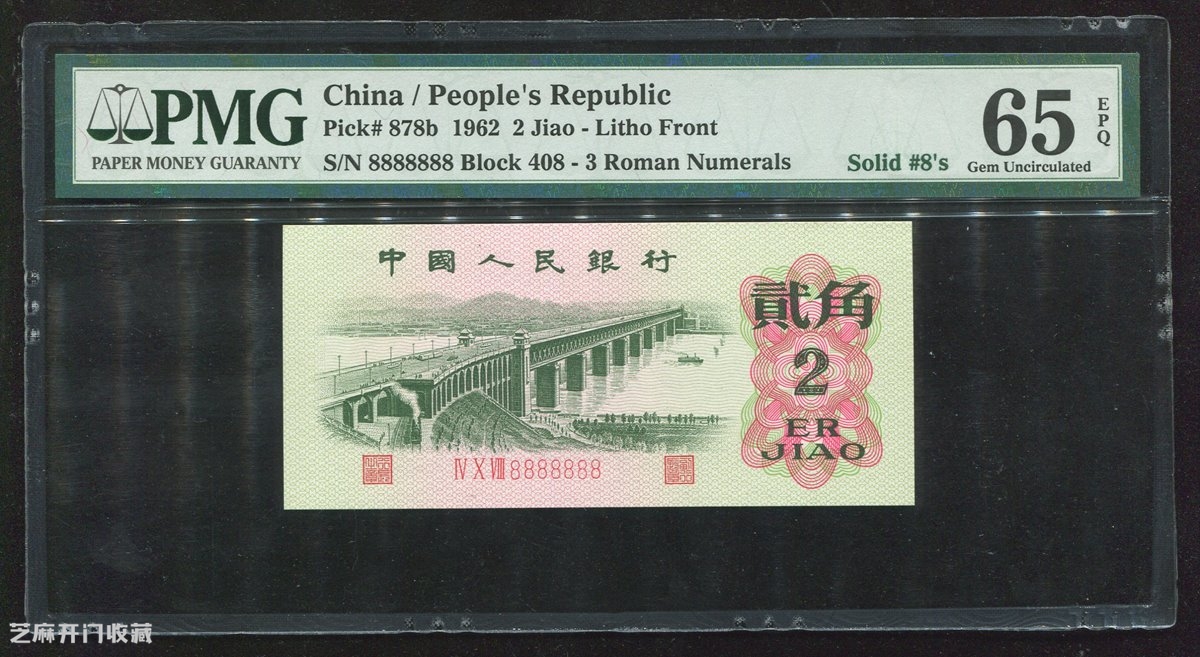 PMG
PAPER MONEY GUARANTY
China / People's Republic
Pick# 878b 1962 2 Jiao - Litho Front
S/N 8888888 Block 408 - 3 Roman Numerals
Solid #8's
65
EPQ
Gem Uncirculated
中國人民銀行
貳角
2
ER
JIAO
Ⅳ Ⅹ Ⅷ 8888888
芝麻开门收藏